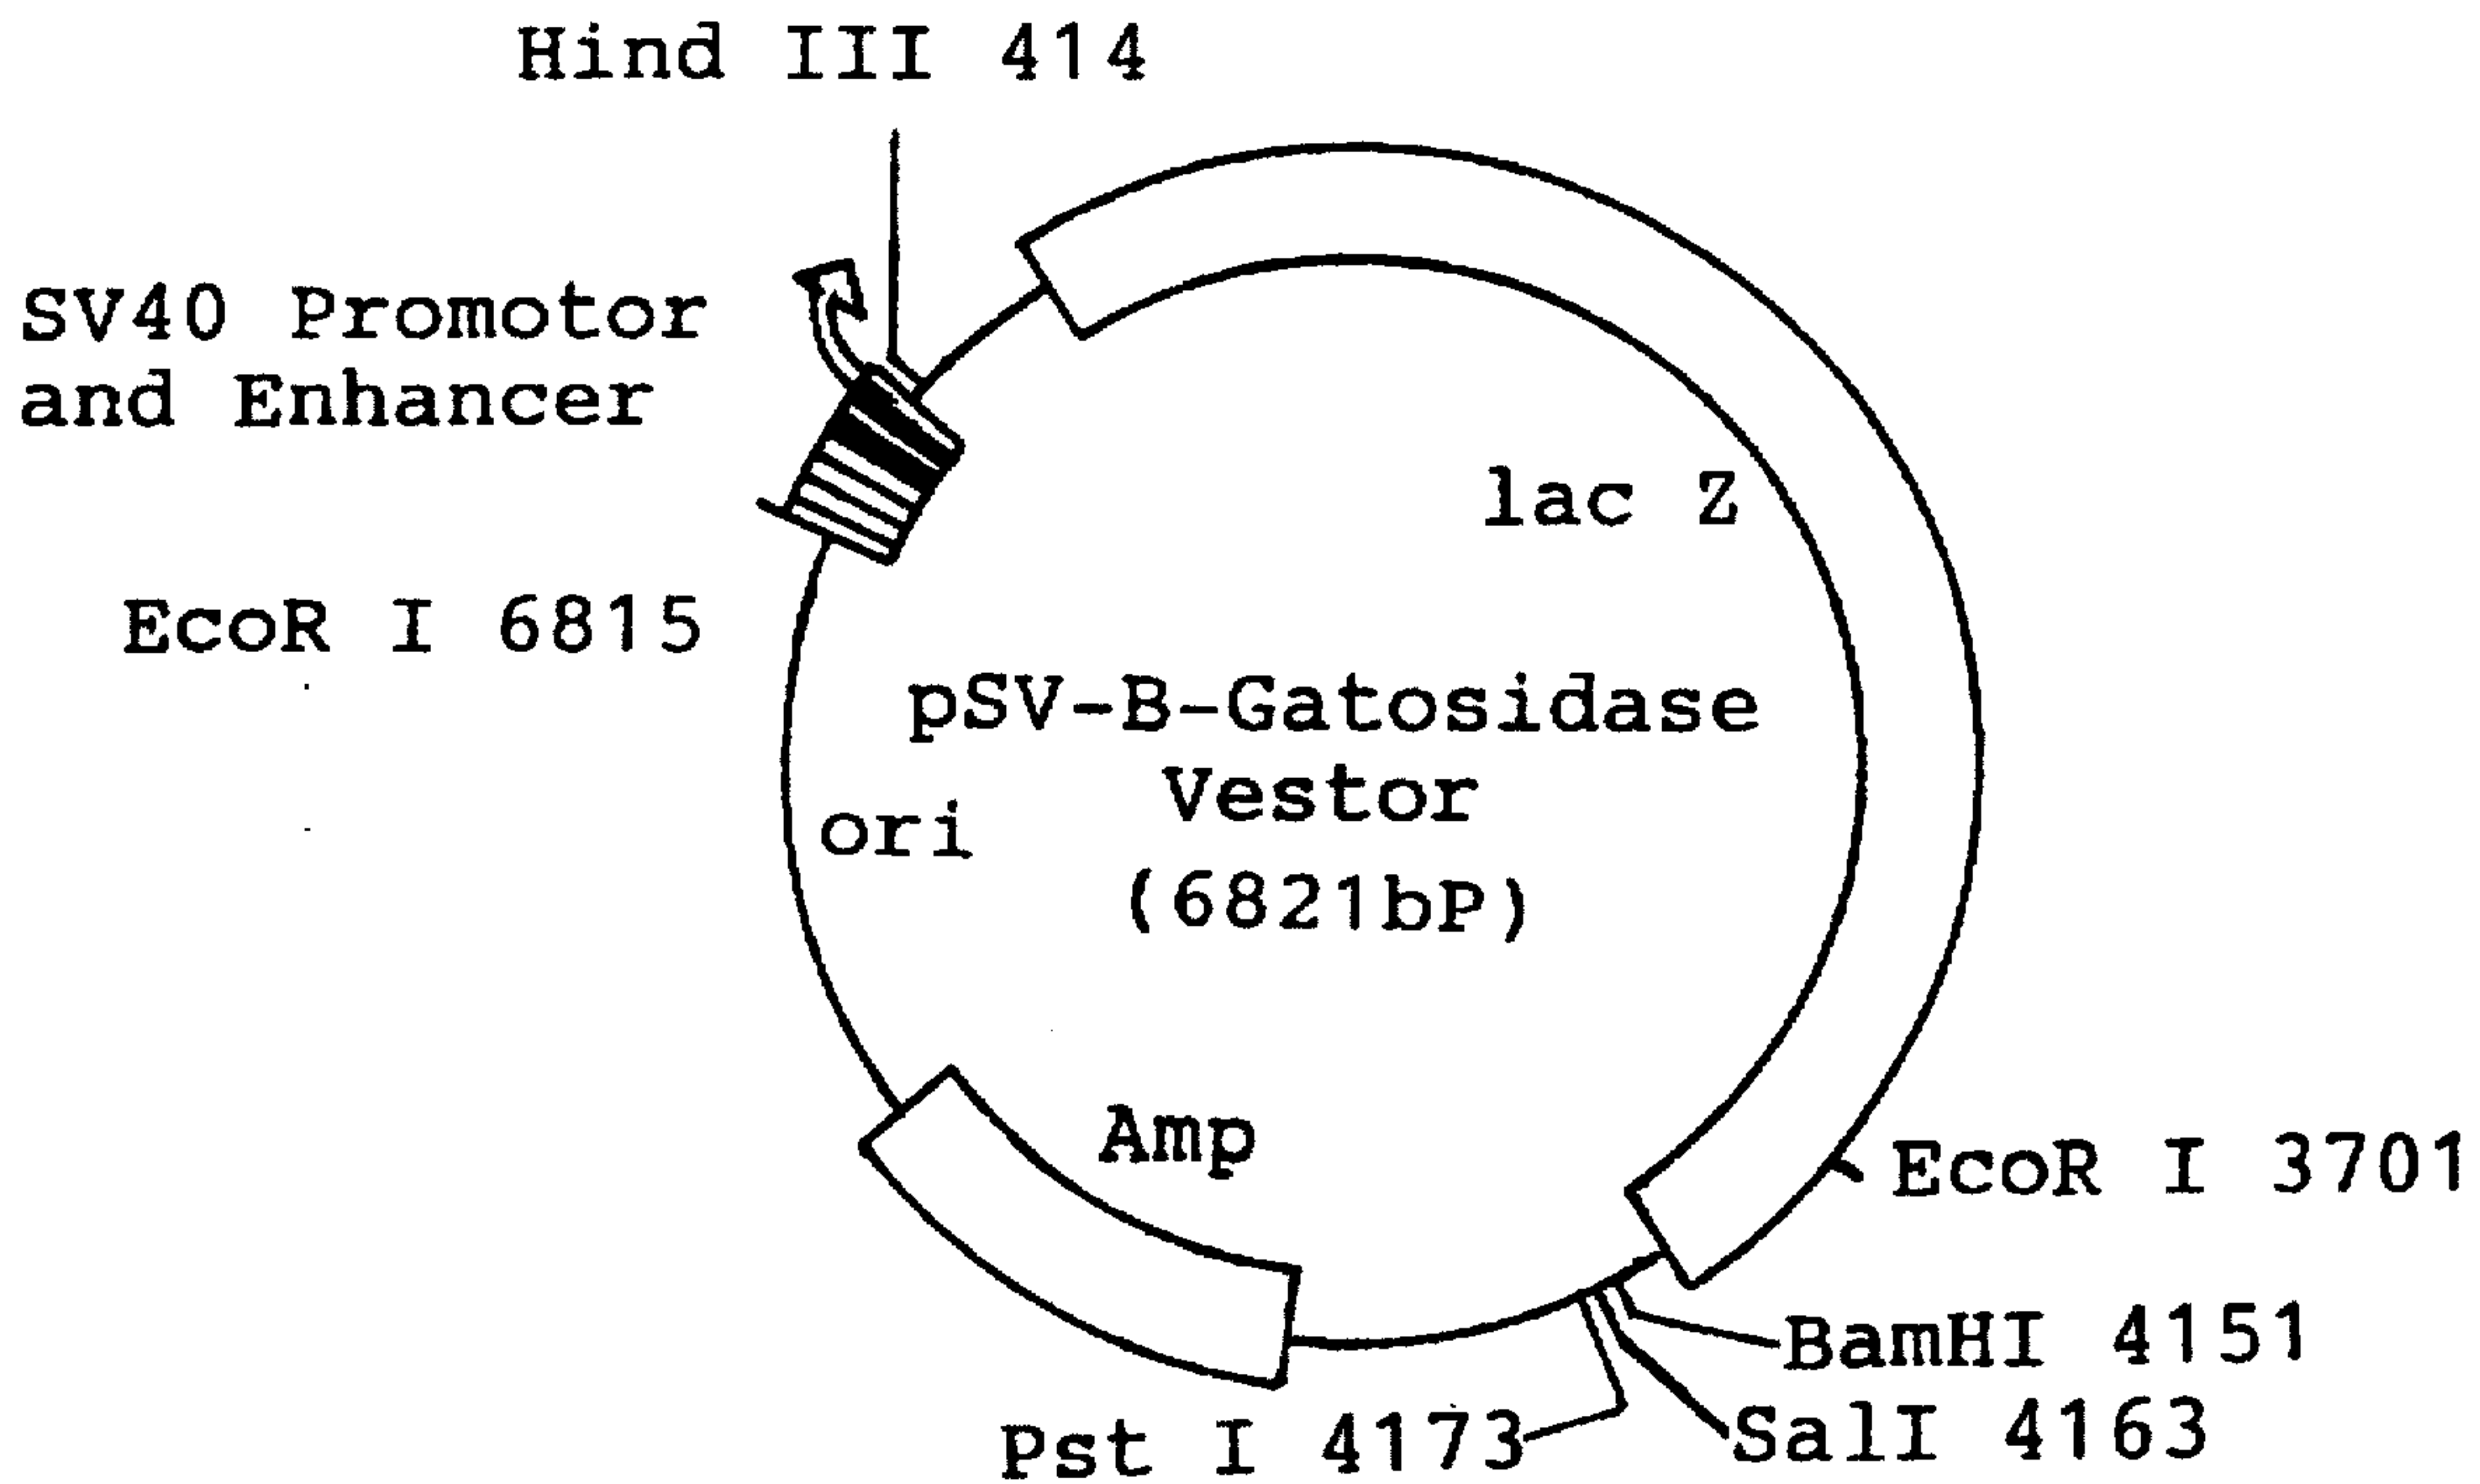 Hind III 414
SV40 Promotor
and Enhancer
lac Z
EcoR I 6815
pSV-B-Gatosidase
Vestor
ori
(6821bP)
Amp
EcoR I 3701
BamHI 4151
SalI 4163
Pst I 4173